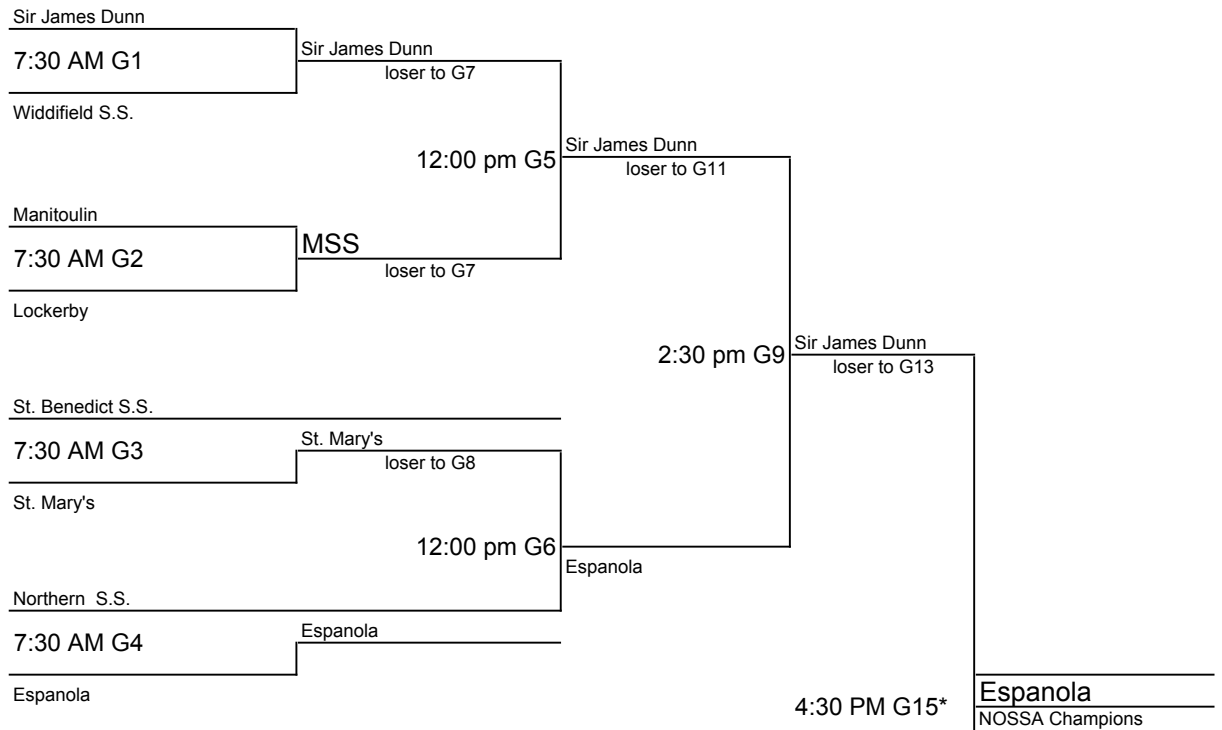 Sir James Dunn
7:30 AM G1
Sir James Dunn
loser to G7
Widdifield S.S.
12:00 pm G5
Sir James Dunn
loser to G11
Manitoulin
7:30 AM G2
MSS
loser to G7
Lockerby
2:30 pm G9
Sir James Dunn
loser to G13
St. Benedict S.S.
7:30 AM G3
St. Mary's
loser to G8
St. Mary's
12:00 pm G6
Espanola
Northern  S.S.
7:30 AM G4
Espanola
Espanola
4:30 PM G15*
Espanola
NOSSA Champions